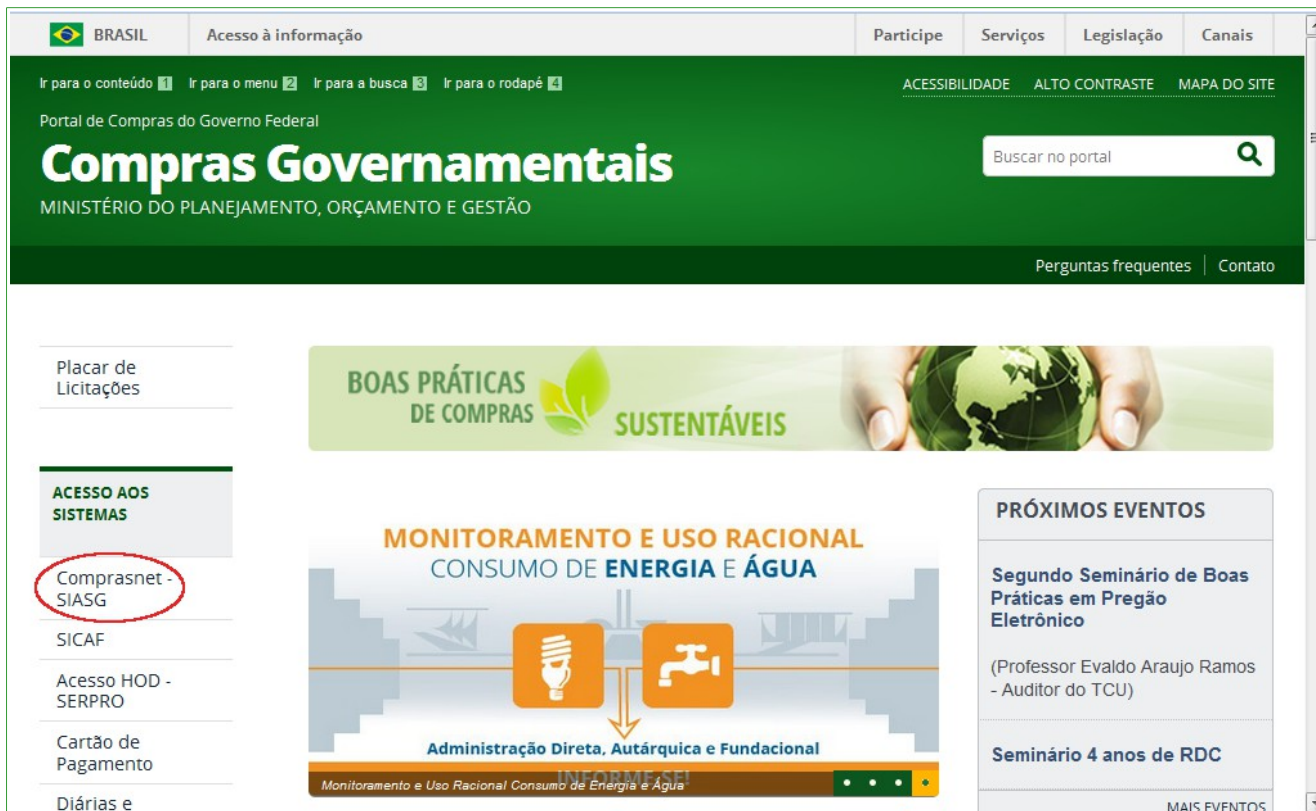 BRASIL Acesso à informação Participe Serviços Legislação Canais
Ir para o conteúdo 1 Ir para o menu 2 Ir para a busca 3 Ir para o rodapé 4 ACESSIBILIDADE ALTO CONTRASTE MAPA DO SITE
Portal de Compras do Governo Federal
Compras Governamentais
Buscar no portal
MINISTÉRIO DO PLANEJAMENTO, ORÇAMENTO E GESTÃO
Perguntas frequentes Contato
Placar de
Licitações
BOAS PRÁTICAS
DE COMPRAS
SUSTENTÁVEIS
ACESSO AOS
SISTEMAS
Comprasnet -
SIASG
SICAF
Acesso HOD -
SERPRO
Cartão de
Pagamento
Diárias e
MONITORAMENTO E USO RACIONAL
CONSUMO DE ENERGIA E ÁGUA
Administração Direta, Autárquica e Fundacional
INFORME-SE!
Monitoramento e Uso Racional Consumo de Energia e Água
PRÓXIMOS EVENTOS
Segundo Seminário de Boas
Práticas em Pregão
Eletrônico
(Professor Evaldo Araujo Ramos
- Auditor do TCU)
Seminário 4 anos de RDC
MAIS EVENTOS